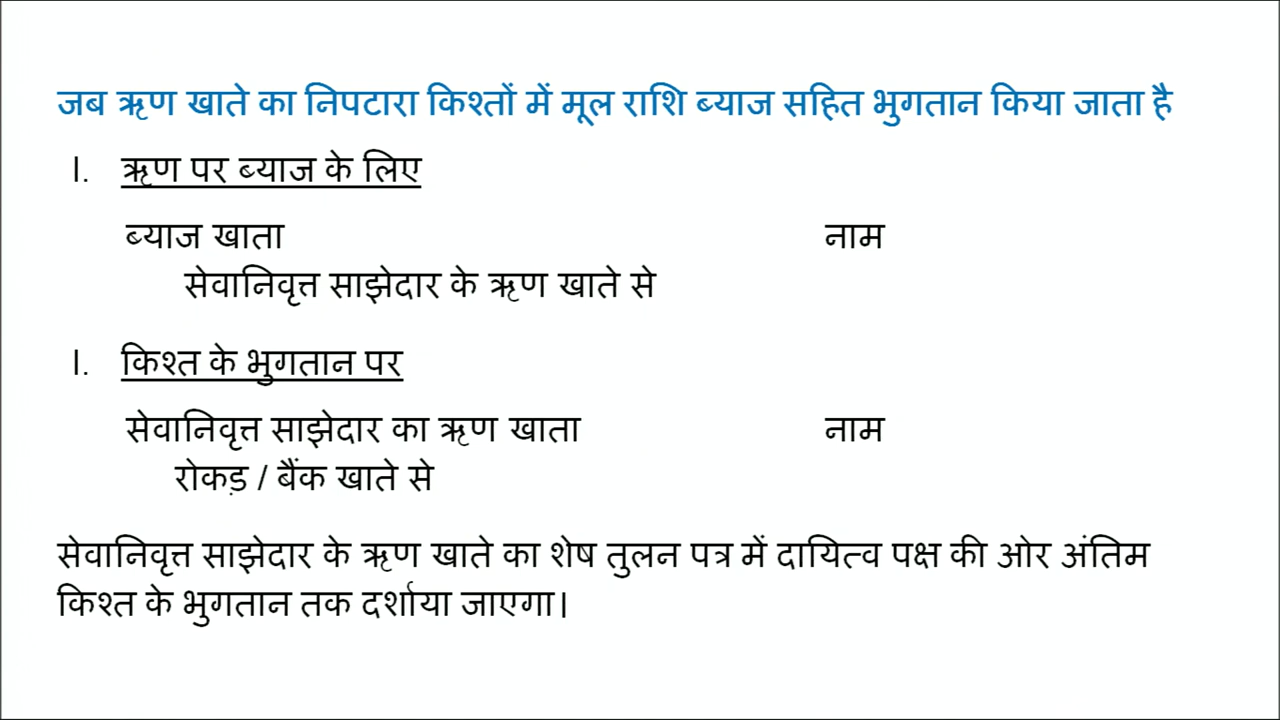 जब ऋण खाते का निपटारा किश्तों में मूल राशि ब्याज सहित भुगतान किया जाता है
I. ऋण पर ब्याज के लिए
ब्याज खाता नाम
सेवानिवृत्त साझेदार के ऋण खाते से
I. किश्त के भुगतान पर
सेवानिवृत्त साझेदार का ऋण खाता नाम
रोकड़ / बैंक खाते से
सेवानिवृत्त साझेदार के ऋण खाते का शेष तुलन पत्र में दायित्व पक्ष की ओर अंतिम
किश्त के भुगतान तक दर्शाया जाएगा।